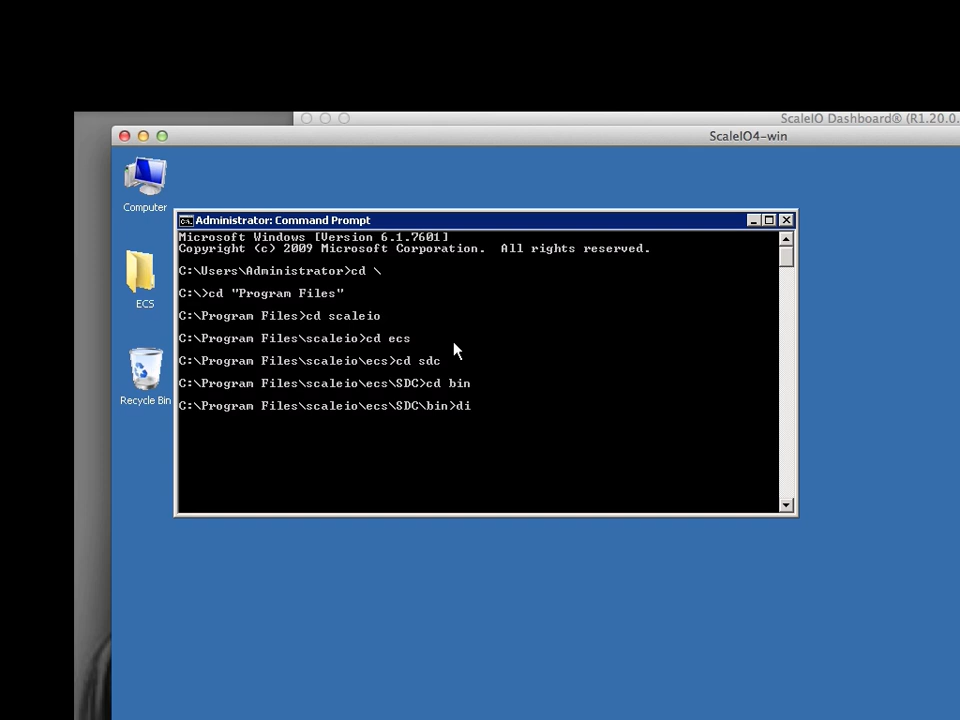 ScaleIO Dashboard® (R1.20.0.
ScaleIO4-win
Computer
ECS
Recycle Bin
Administrator: Command Prompt
Microsoft Windows [Version 6.1.7601]
Copyright (c) 2009 Microsoft Corporation.  All rights reserved.
C:\Users\Administrator>cd \
C:\>cd "Program Files"
C:\Program Files>cd scaleio
C:\Program Files\scaleio>cd ecs
C:\Program Files\scaleio\ecs>cd sdc
C:\Program Files\scaleio\ecs\SDC>cd bin
C:\Program Files\scaleio\ecs\SDC\bin>di